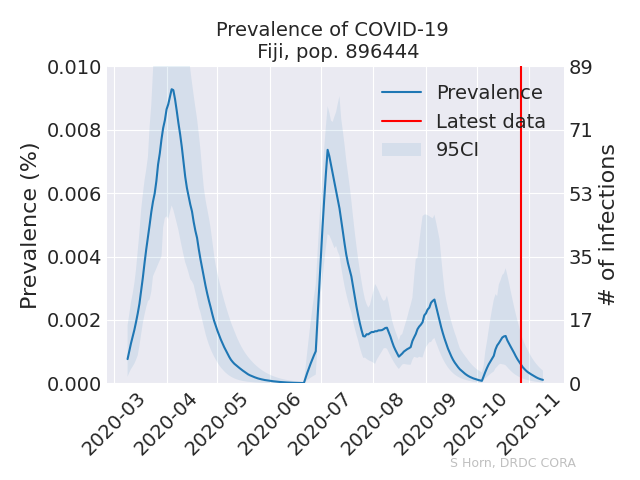 Prevalence of COVID-19
Fiji, pop. 896444
Prevalence (%)
0.010
0.008
0.006
0.004
0.002
0.000
89
71
53
35
17
0
# of infections
Prevalence
Latest data
95CI
2020-03
2020-04
2020-05
2020-06
2020-07
2020-08
2020-09
2020-10
2020-11
S Horn, DRDC CORA